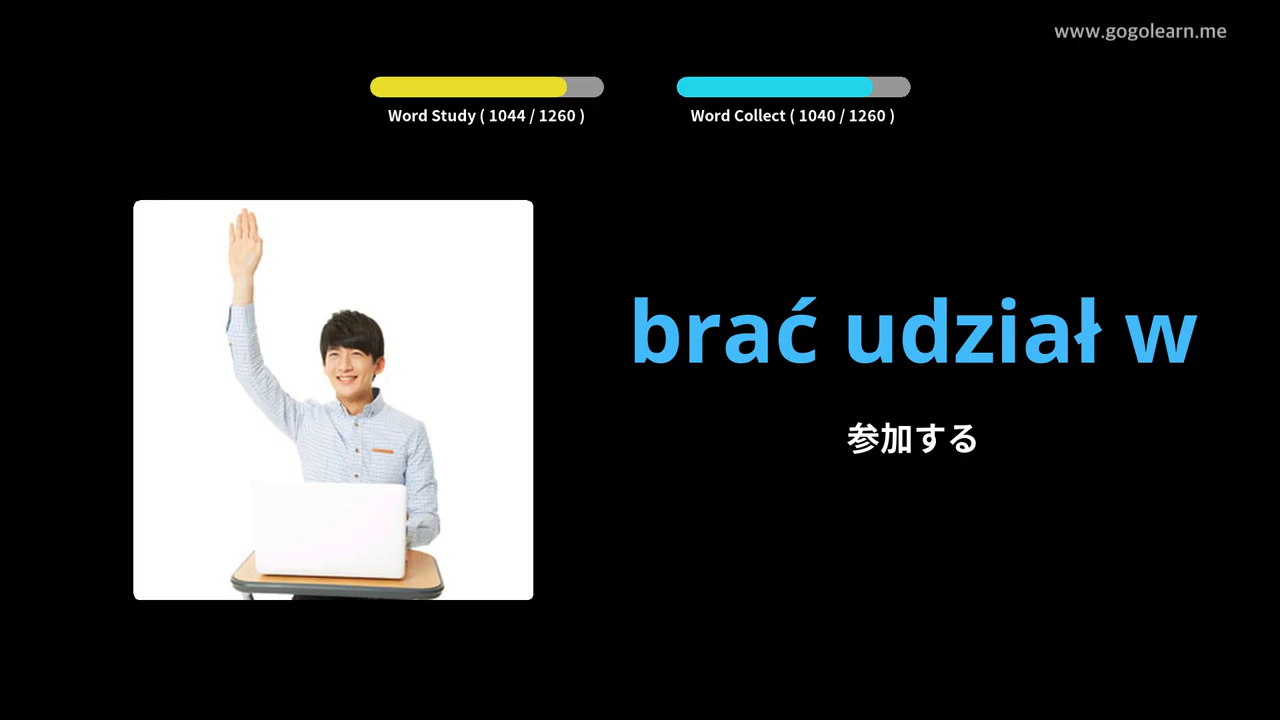 www.gogolearn.me
Word Study ( 1044 / 1260 )
Word Collect ( 1040 / 1260 )
brać udział w
参加する